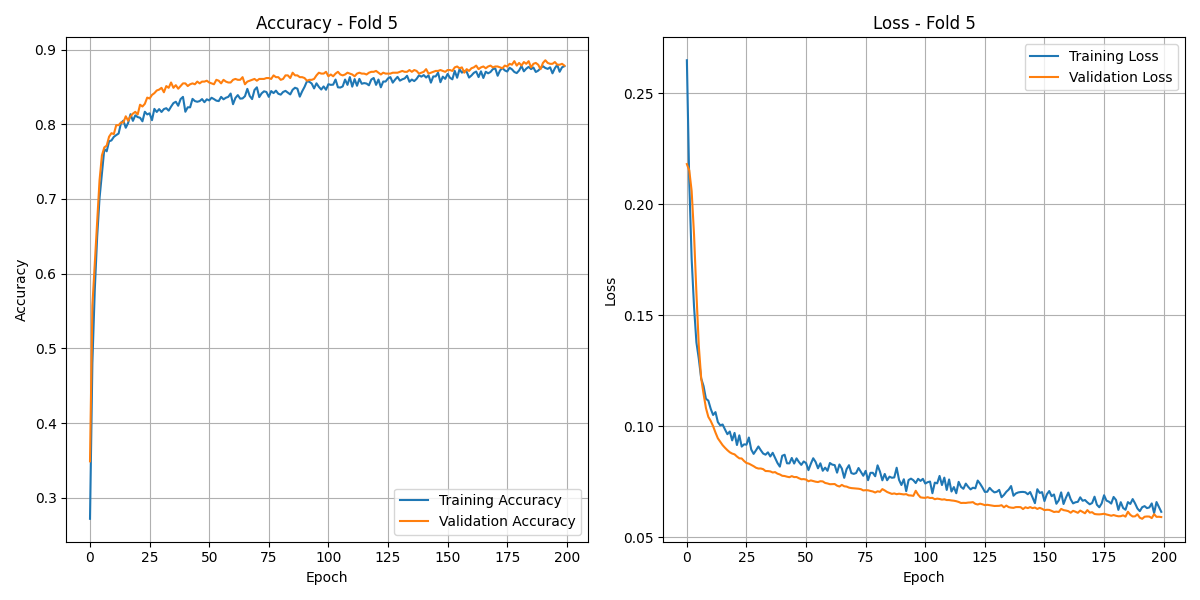 Accuracy - Fold 5
Accuracy
0.9
0.8
0.7
0.6
0.5
0.4
0.3
Training Accuracy
Validation Accuracy
0 25 50 75 100 125 150 175 200
Epoch
Loss - Fold 5
Loss
0.25
0.20
0.15
0.10
0.05
Training Loss
Validation Loss
0 25 50 75 100 125 150 175 200
Epoch